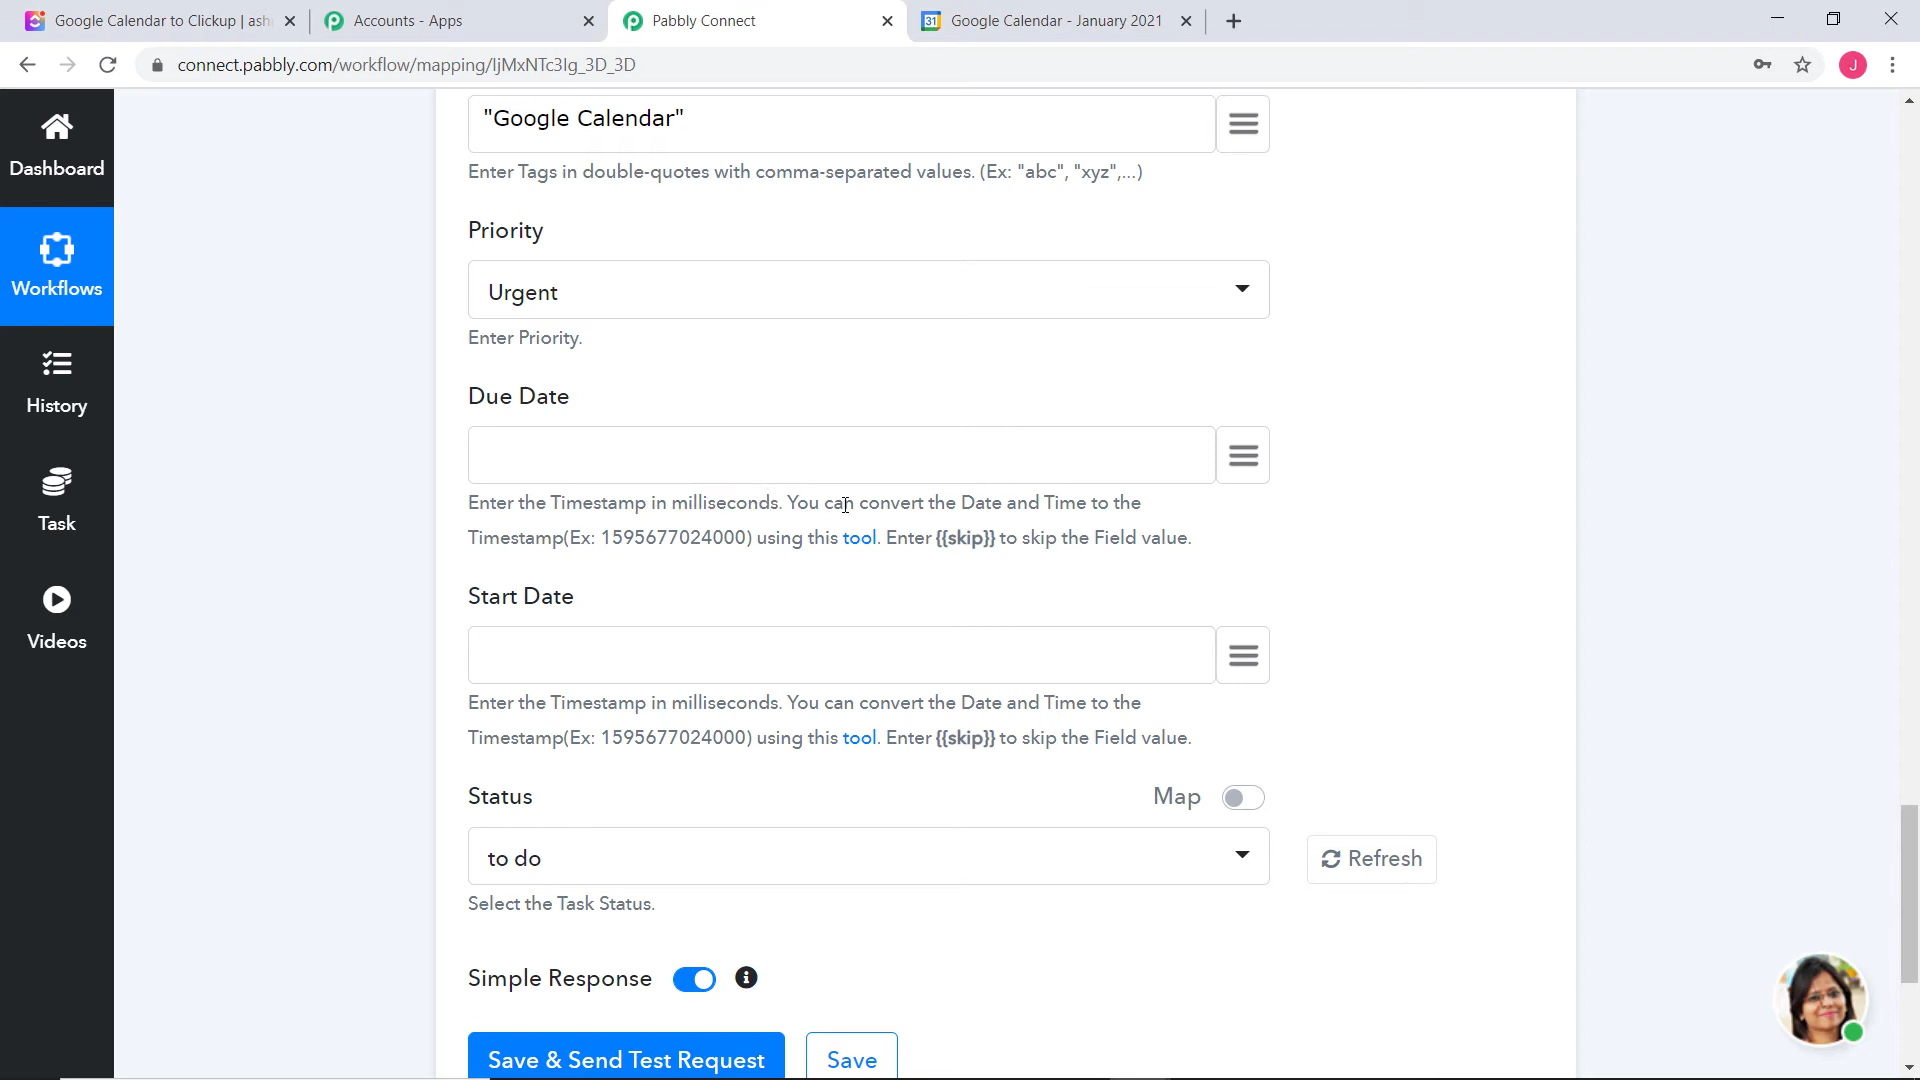 Google Calendar to Clickup | ash
Accounts - Apps
Pabbly Connect
31
Google Calendar - January 2021
connect.pabbly.com/workflow/mapping/IjMxNTc3Ig_3D_3D
J
Dashboard
Workflows
History
Task
Videos
"Google Calendar"
Enter Tags in double-quotes with comma-separated values. (Ex: "abc", "xyz",...)
Priority
Urgent
Enter Priority.
Due Date
Enter the Timestamp in milliseconds. You can convert the Date and Time to the
Timestamp(Ex: 1595677024000) using this tool. Enter {{skip}} to skip the Field value.
Start Date
Enter the Timestamp in milliseconds. You can convert the Date and Time to the
Timestamp(Ex: 1595677024000) using this tool. Enter {{skip}} to skip the Field value.
Status
Map
to do
Refresh
Select the Task Status.
Simple Response
Save & Send Test Request
Save